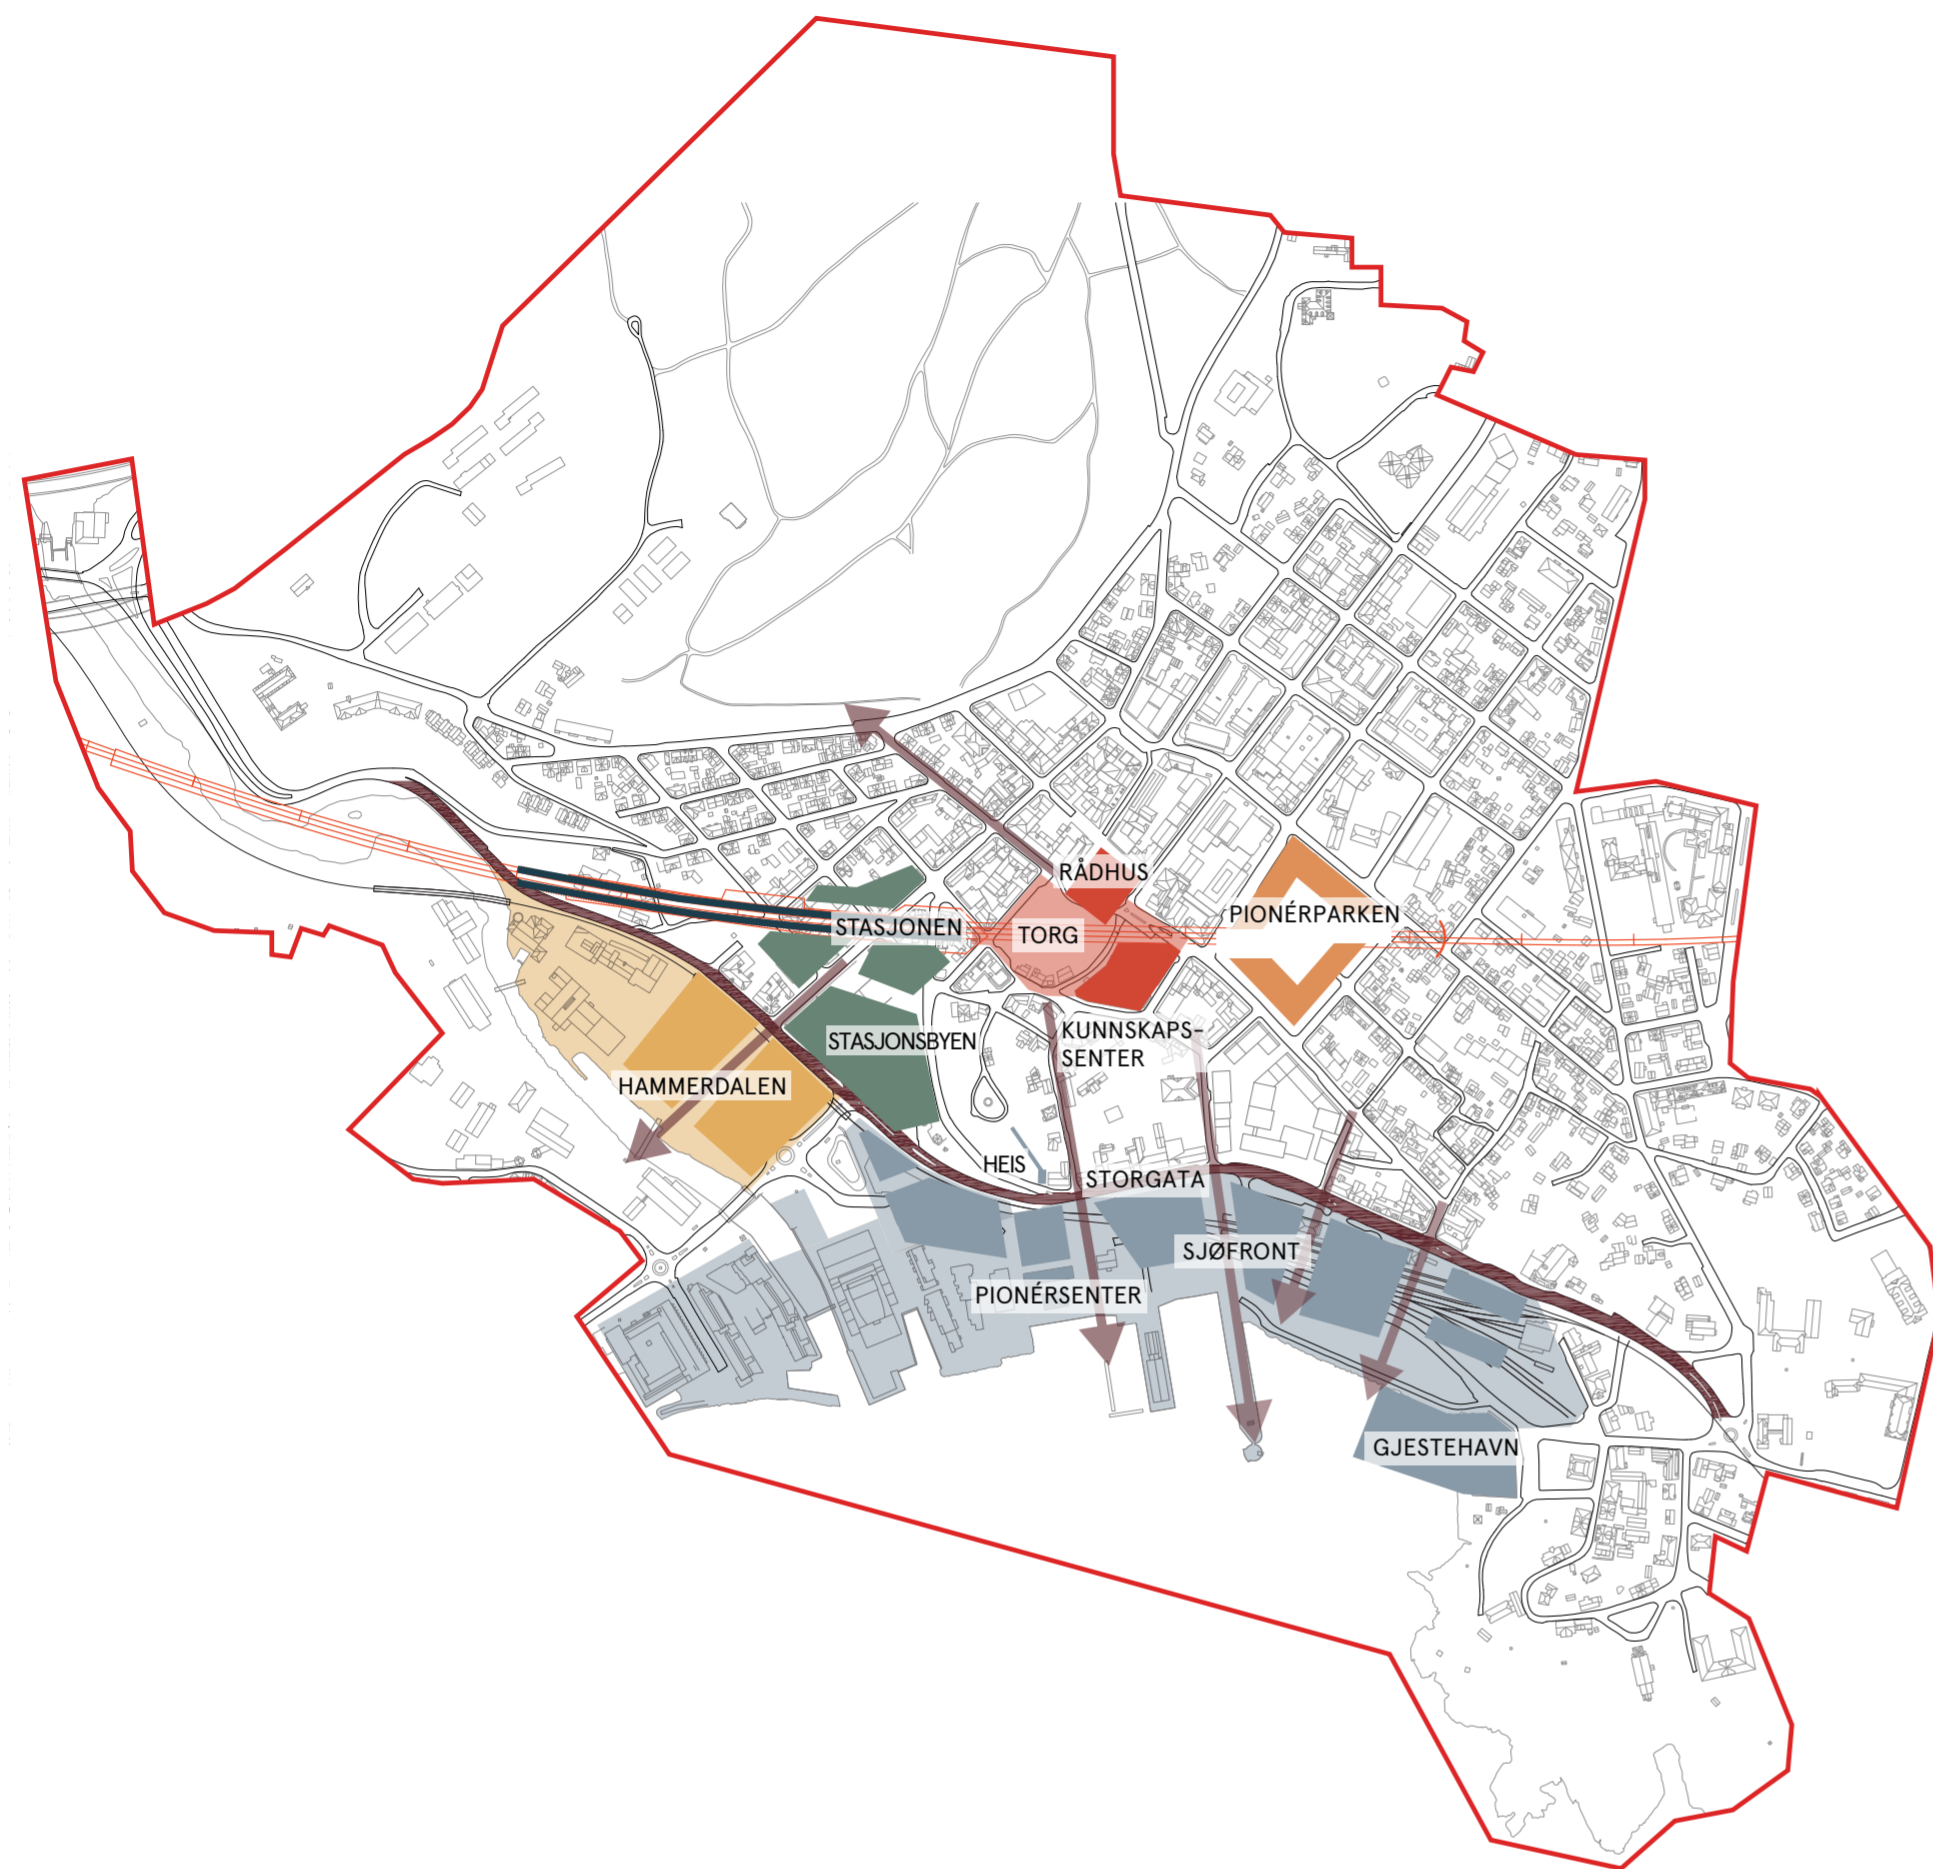 RÅDHUS
PIONÉRPARKEN
STASJONEN
TORG
KUNNSKAPS-
SENTER
STASJONSBYEN
HAMMERDALEN
HEIS
STORGATA
SJØFRONT
PIONÉRSENTER
GJESTEHAVN